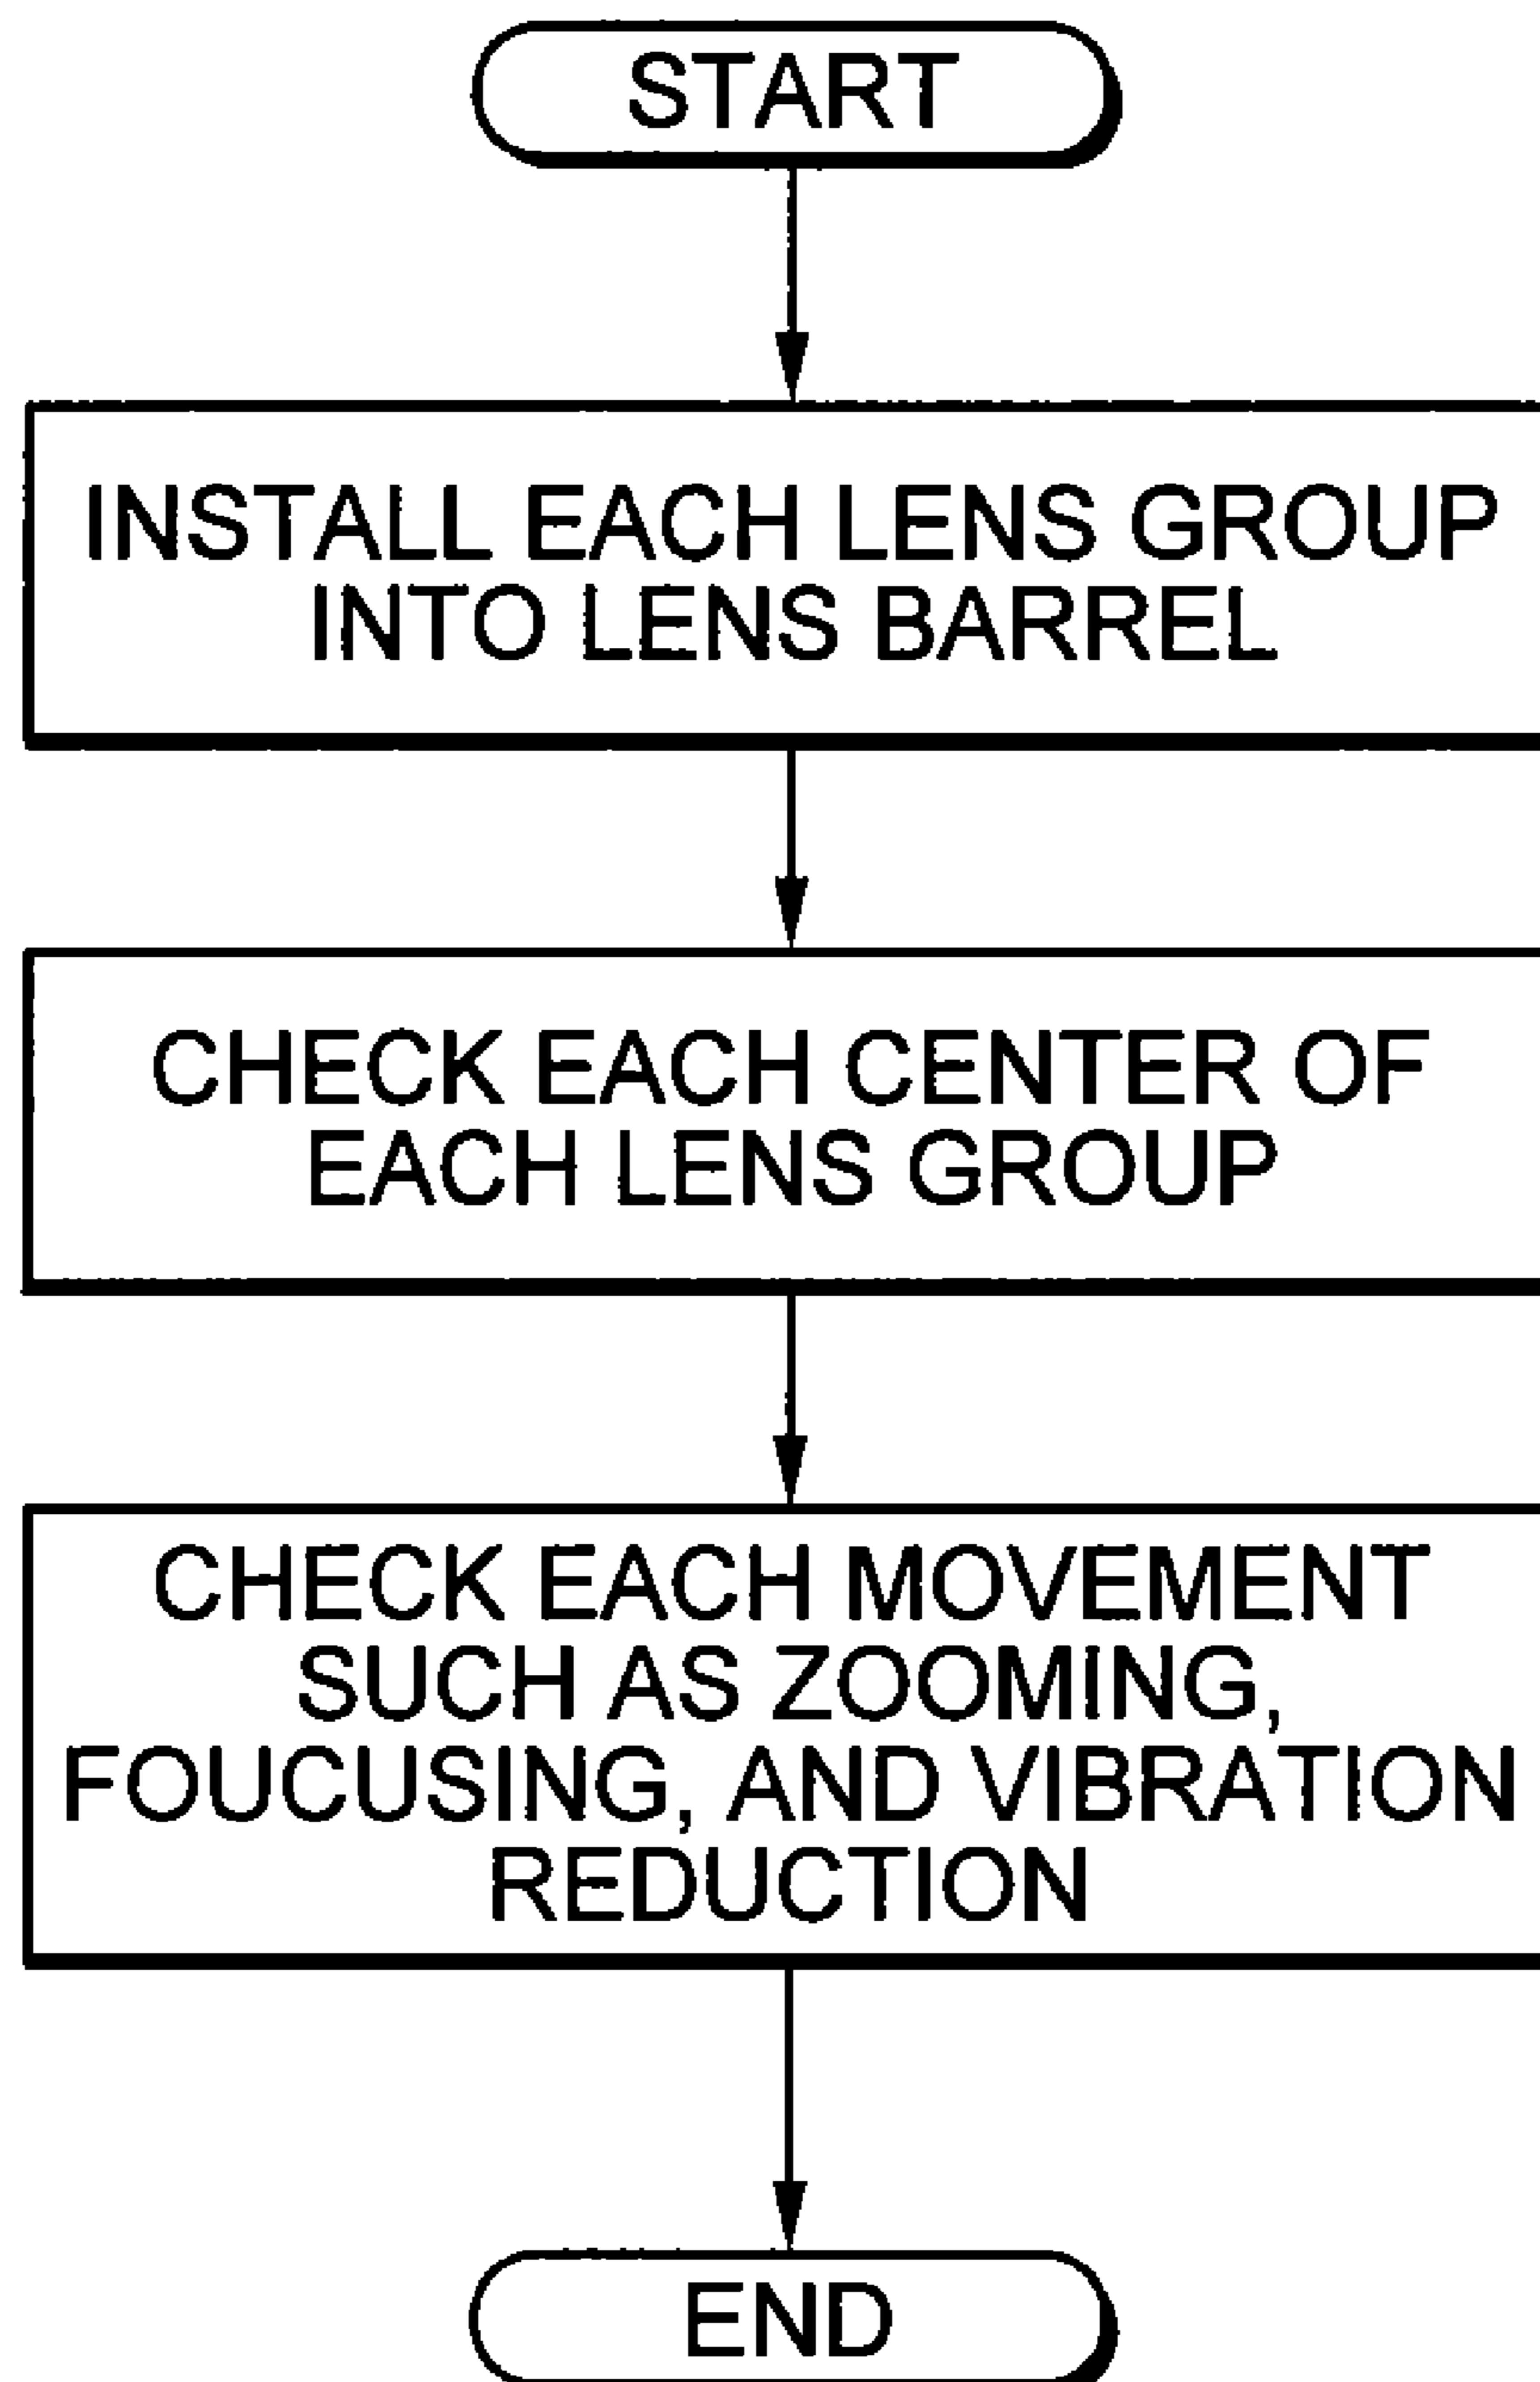 START
INSTALL EACH LENS GROUP
INTO LENS BARREL
CHECK EACH CENTER OF
EACH LENS GROUP
CHECK EACH MOVEMENT
SUCH AS ZOOMING,
FOUCUSING, AND VIBRATION
REDUCTION
END